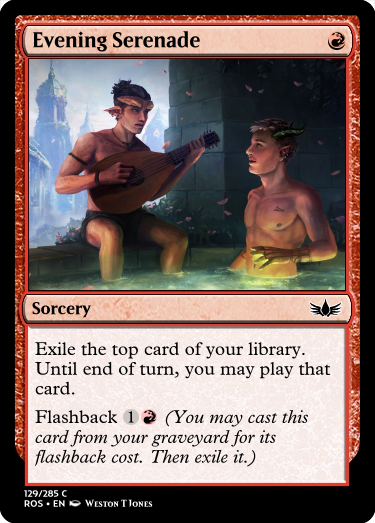 Evening Serenade
Sorcery
Exile the top card of your library.
Until end of turn, you may play that
card.
Flashback 1 (You may cast this
card from your graveyard for its
flashback cost. Then exile it.)
129/285 C
ROS • EN Weston T Jones